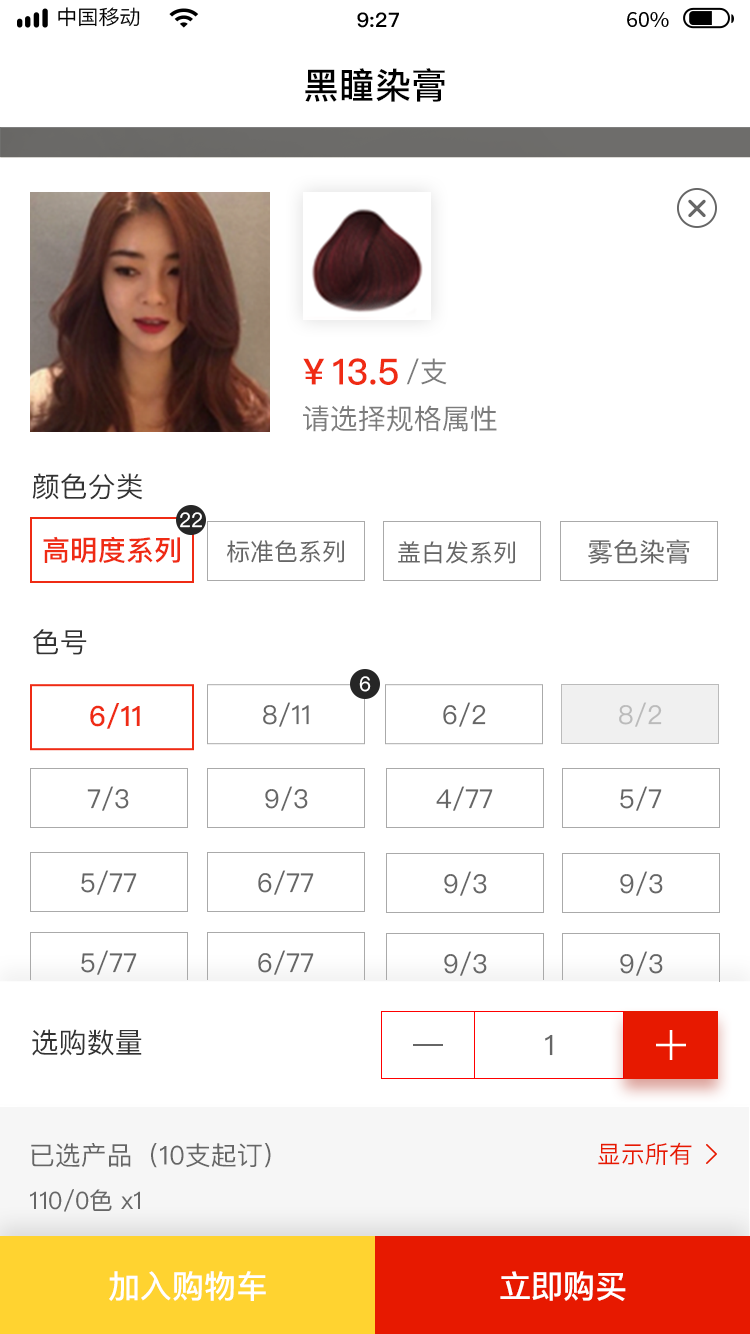 中国移动 9:27 60%
黑瞳染膏
¥ 13.5 /支
请选择规格属性
颜色分类
22
高明度系列 标准色系列 盖白发系列 雾色染膏
色号
6
6/11 8/11 6/2 8/2
7/3 9/3 4/77 5/7
5/77 6/77 9/3 9/3
5/77 6/77 9/3 9/3
选购数量 1
已选产品（10支起订） 显示所有
110/0色 x1
加入购物车 立即购买